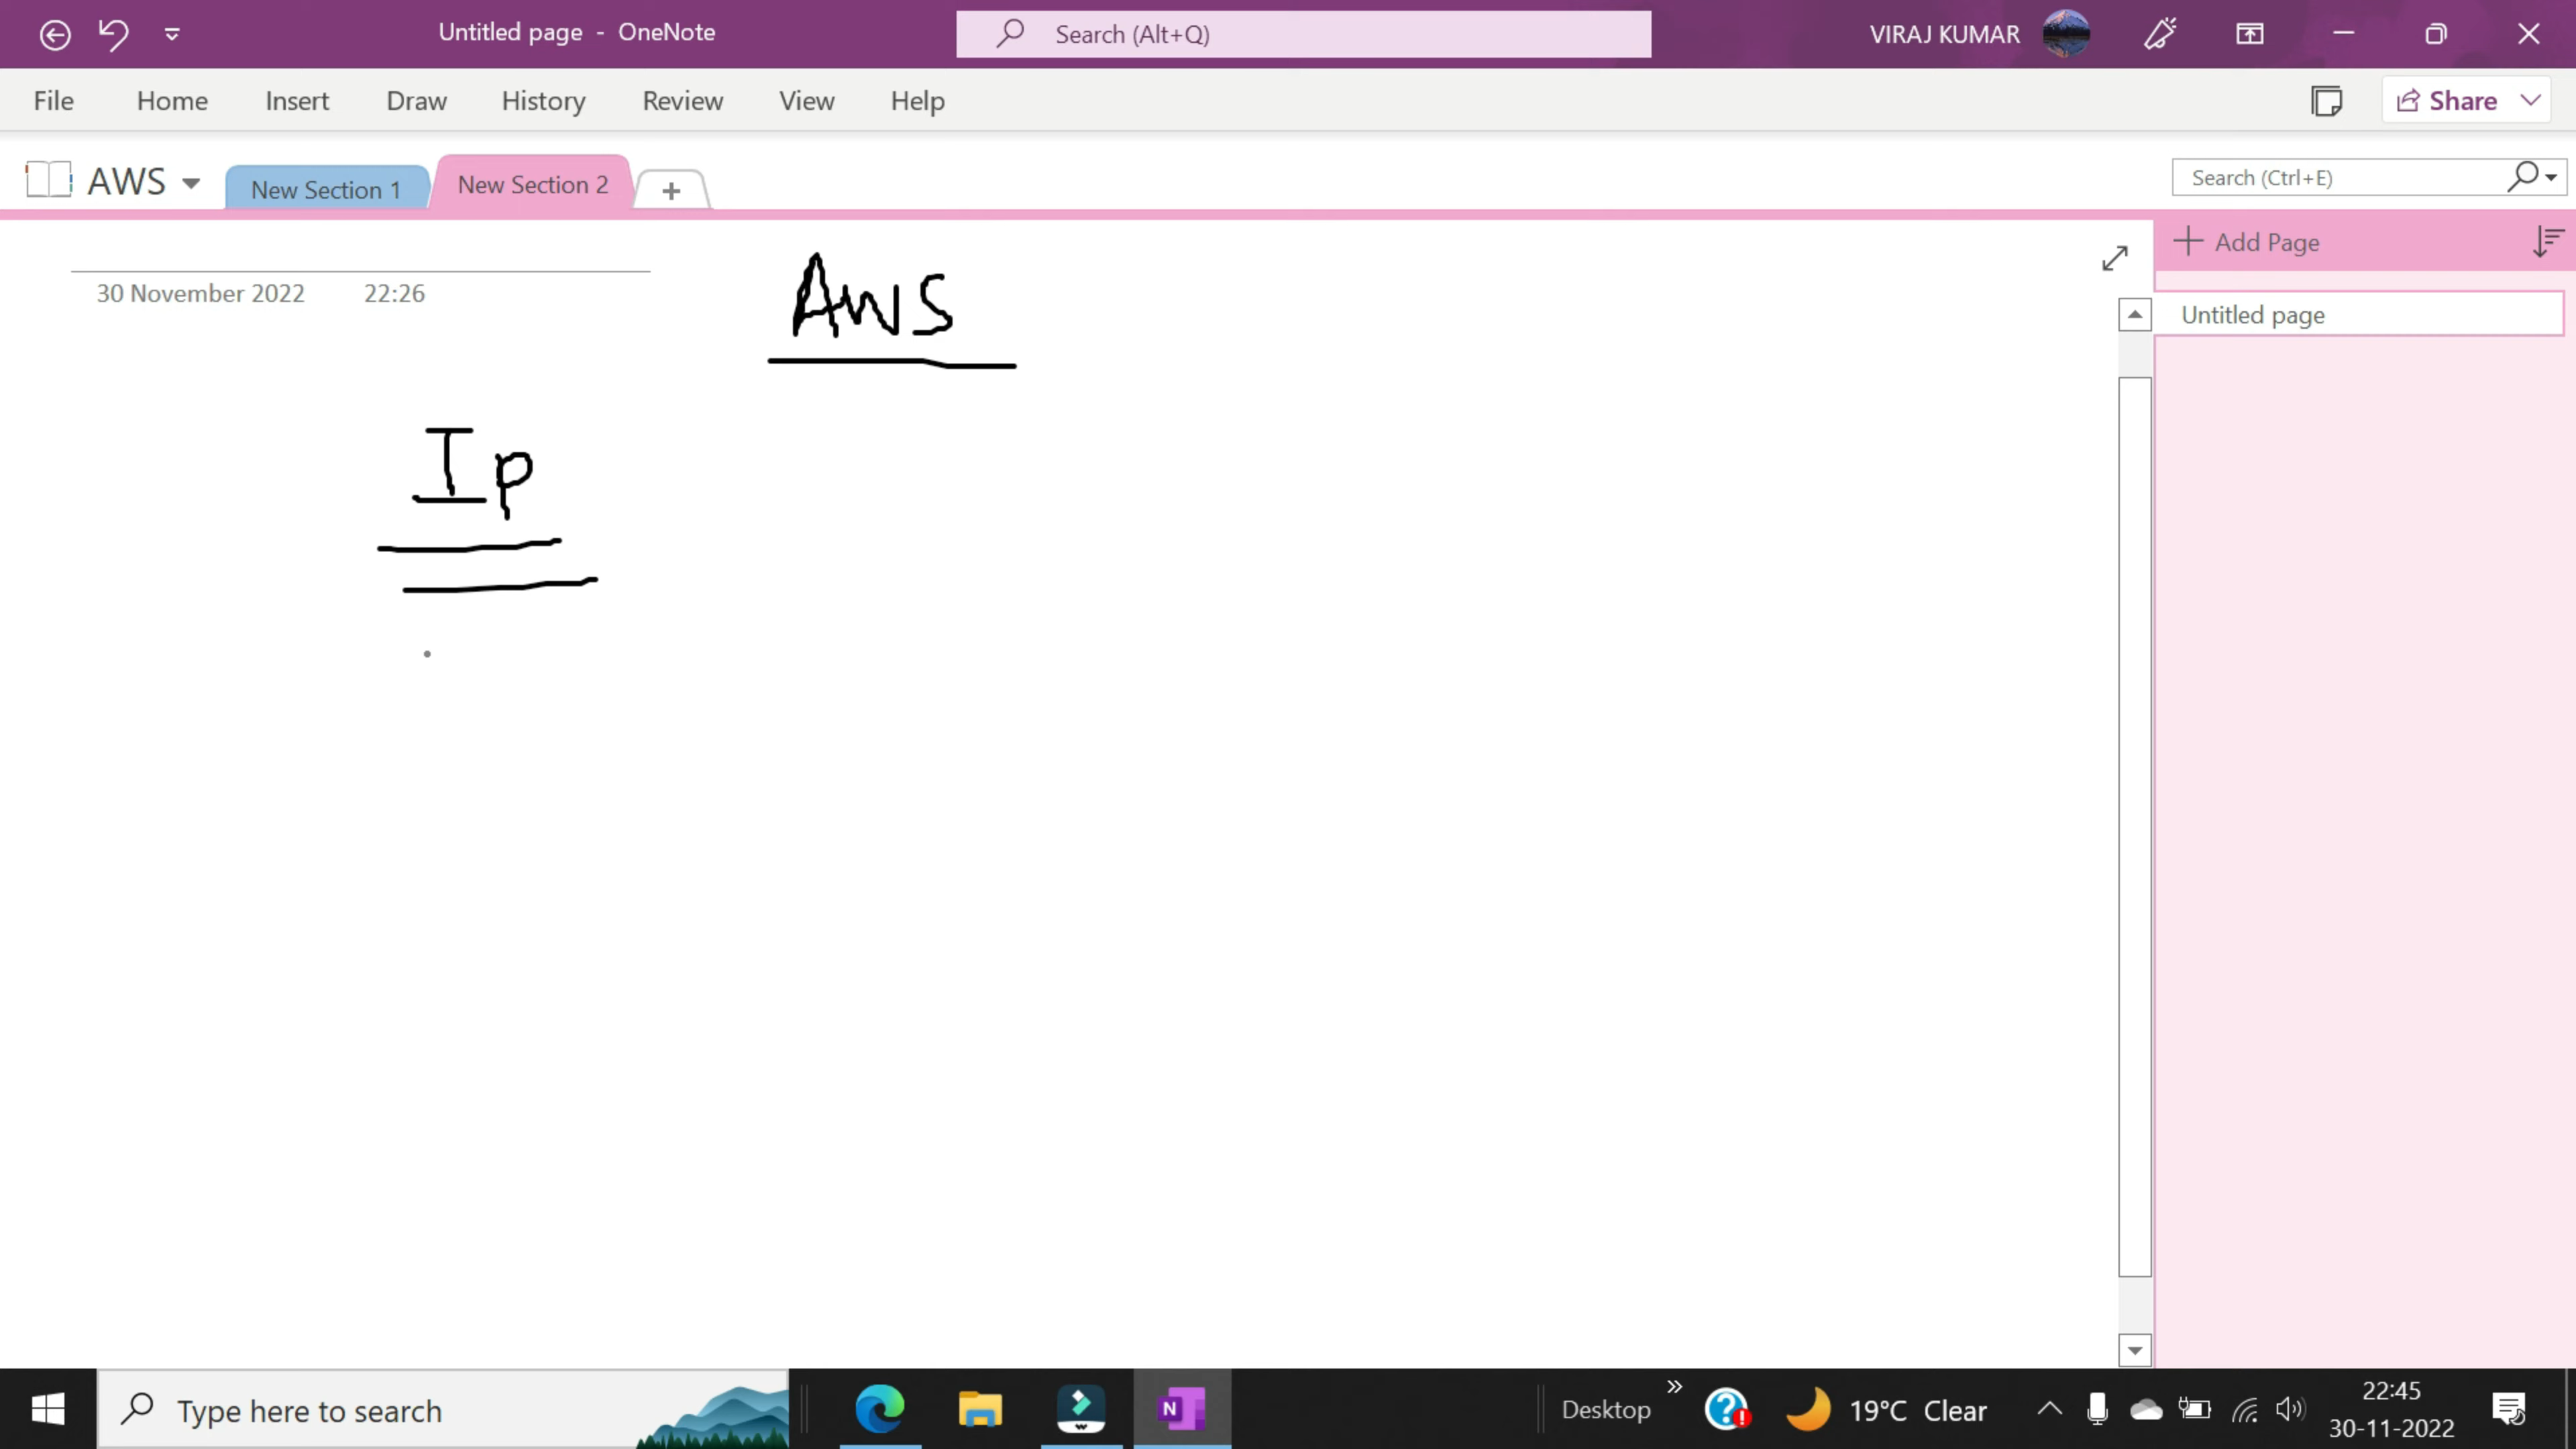 Untitled page - OneNote
Search (Alt+Q)
VIRAJ KUMAR
File Home Insert Draw History Review View Help
Share
AWS
New Section 1
New Section 2
Search (Ctrl+E)
Add Page
Untitled page
30 November 2022 22:26
AWS
Ip
Type here to search
Desktop
19°C Clear
22:45
30-11-2022